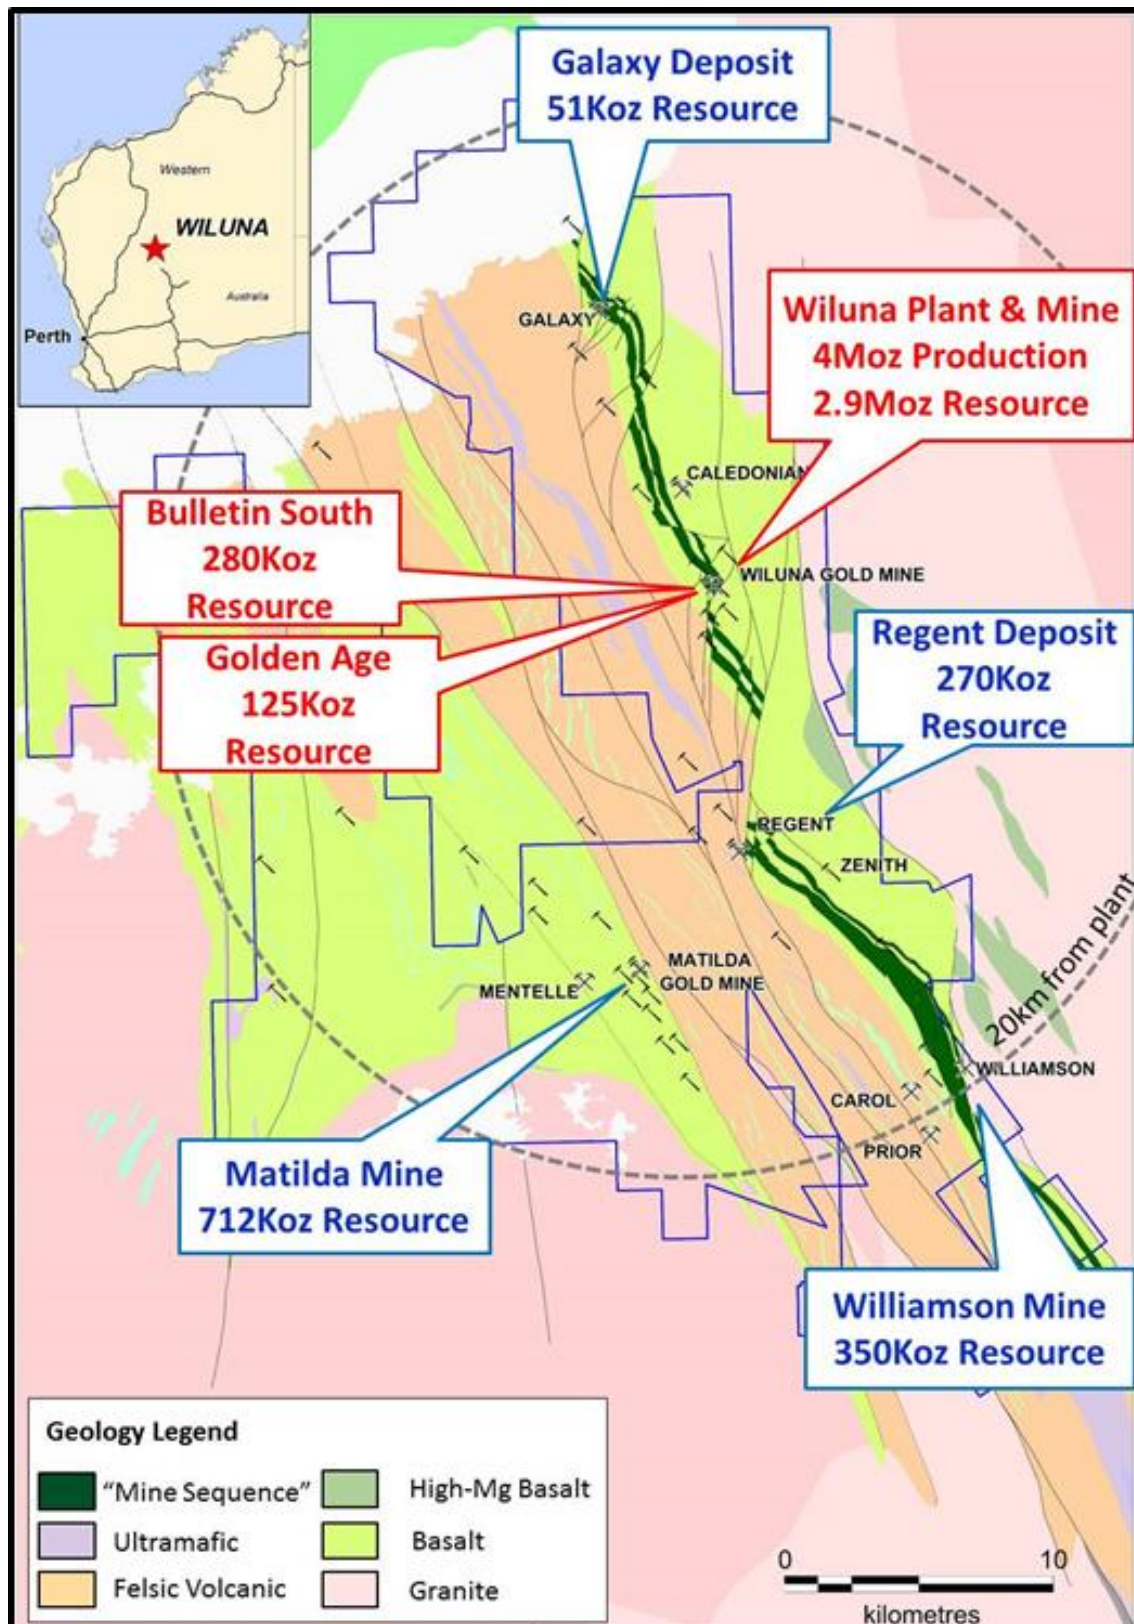 Galaxy Deposit
51Koz Resource
Western
WILUNA
Australia
Perth
GALAXY
Wiluna Plant & Mine
4Moz Production
2.9Moz Resource
CALEDONIAN
Bulletin South
280Koz
Resource
WILUNA GOLD MINE
Golden Age
125Koz
Resource
Regent Deposit
270Koz
Resource
REGENT
ZENITH
MATILDA
GOLD MINE
MENTELLE
20km from plant
WILLIAMSON
CAROL
PRIOR
Matilda Mine
712Koz Resource
Williamson Mine
350Koz Resource
Geology Legend
“Mine Sequence”
High-Mg Basalt
Ultramafic
Basalt
Felsic Volcanic
Granite
0 10
kilometres